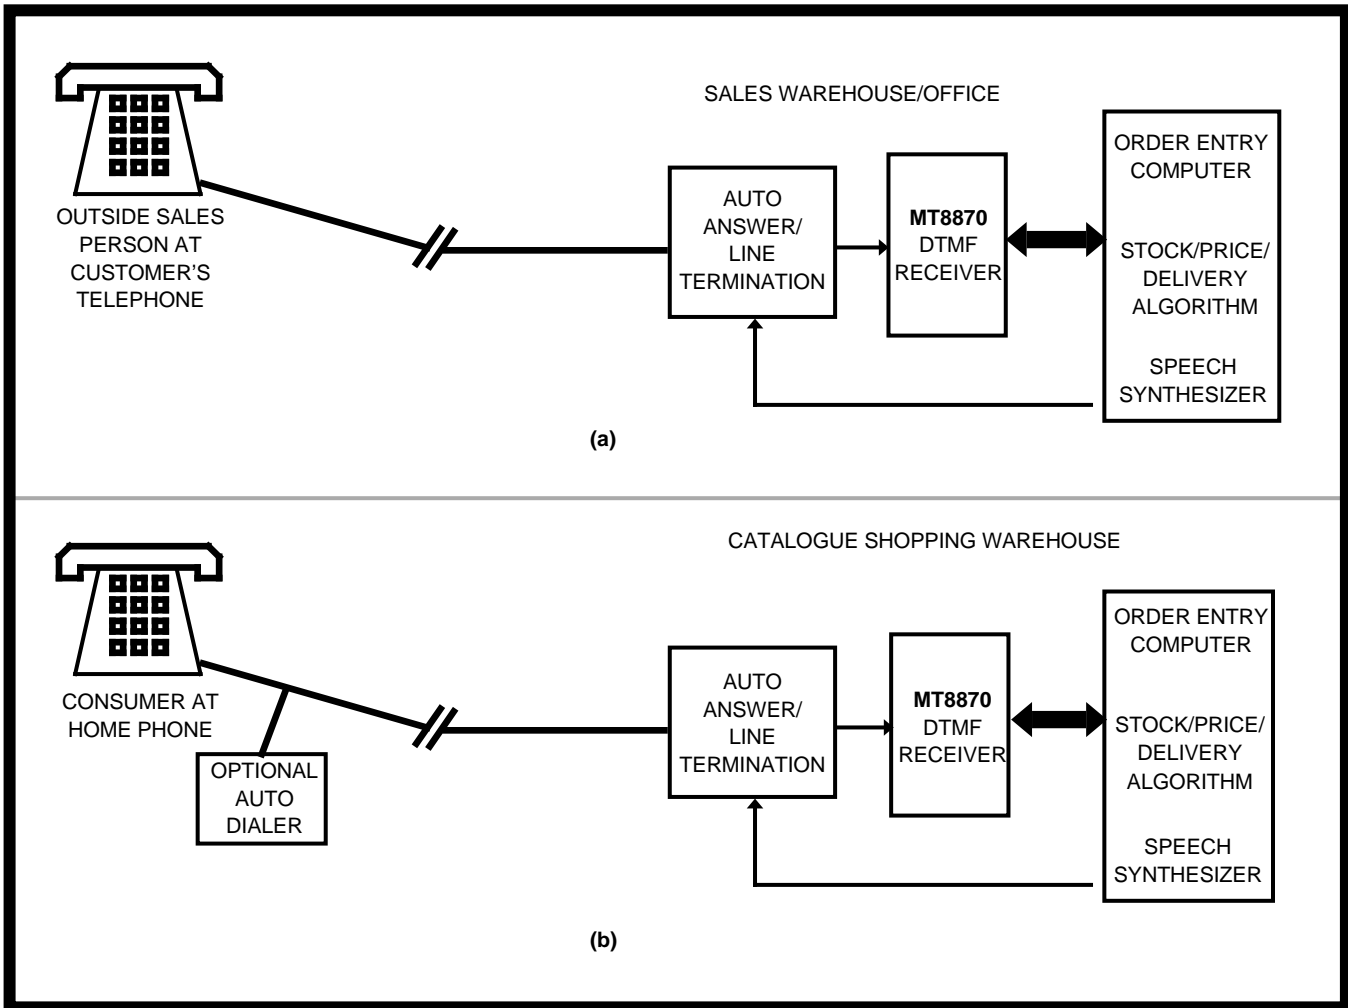 SALES WAREHOUSE/OFFICE
OUTSIDE SALES
PERSON AT
CUSTOMER’S
TELEPHONE
AUTO
ANSWER/
LINE
TERMINATION
MT8870
DTMF
RECEIVER
ORDER ENTRY
COMPUTER
STOCK/PRICE/
DELIVERY
ALGORITHM
SPEECH
SYNTHESIZER
(a)
CATALOGUE SHOPPING WAREHOUSE
CONSUMER AT
HOME PHONE
OPTIONAL
AUTO
DIALER
AUTO
ANSWER/
LINE
TERMINATION
MT8870
DTMF
RECEIVER
ORDER ENTRY
COMPUTER
STOCK/PRICE/
DELIVERY
ALGORITHM
SPEECH
SYNTHESIZER
(b)